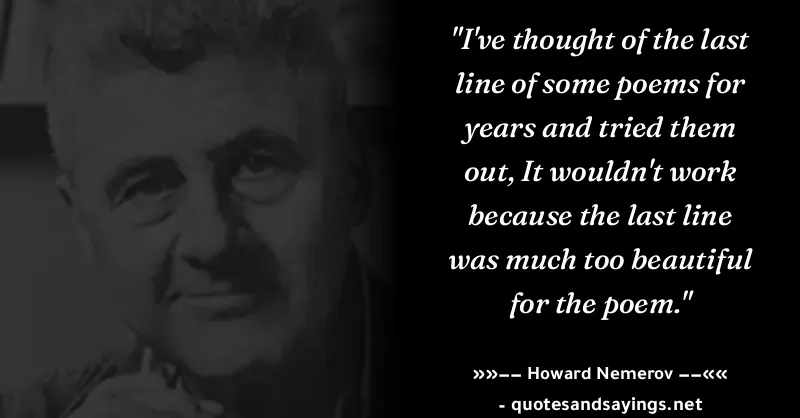 "I've thought of the last
line of some poems for
years and tried them
out, It wouldn't work
because the last line
was much too beautiful
for the poem."
»»–– Howard Nemerov ––««
- quotesandsayings.net